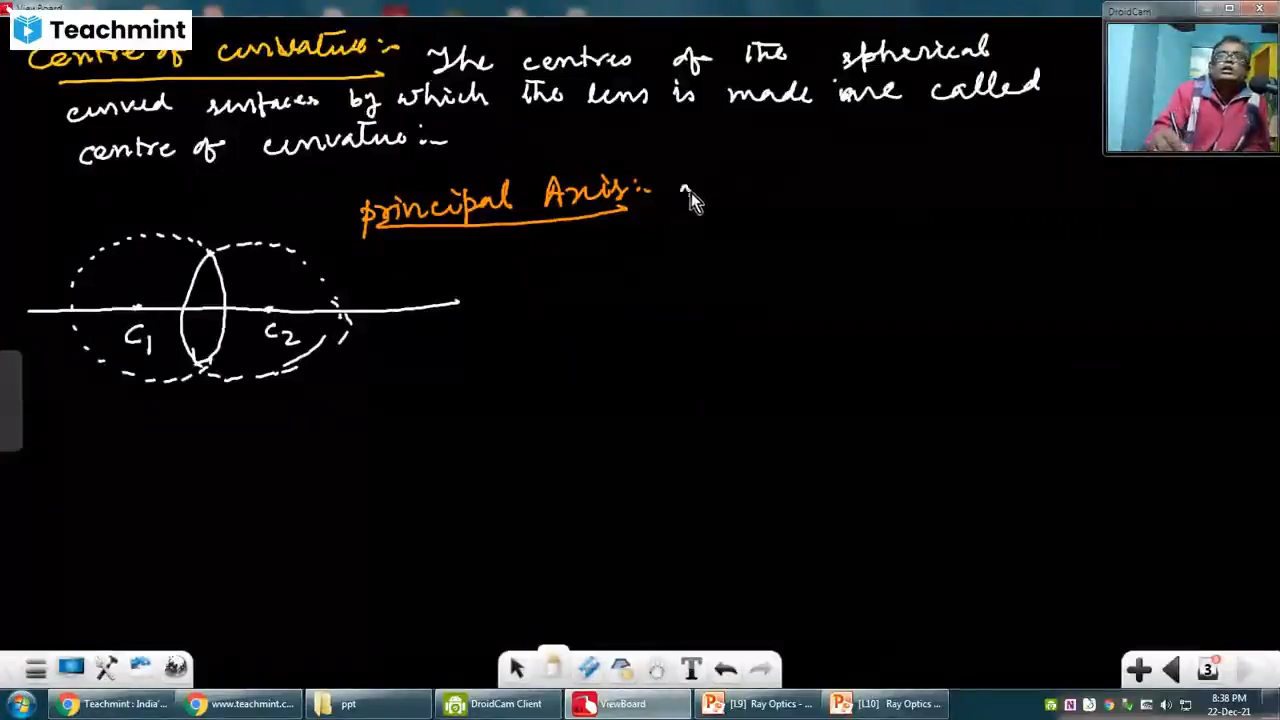 ViewBoard
DroidCam
Teachmint
Centre of curvature:- The centres of the spherical
curved surfaces by which the lens is made are called
centre of curvature:-
principal Axis:-
C1
C2
3
Teachmint : India'...
www.teachmint.c...
ppt
DroidCam Client
ViewBoard
[L9] Ray Optics - ...
[L10] Ray Optics ...
8:38 PM
22-Dec-21